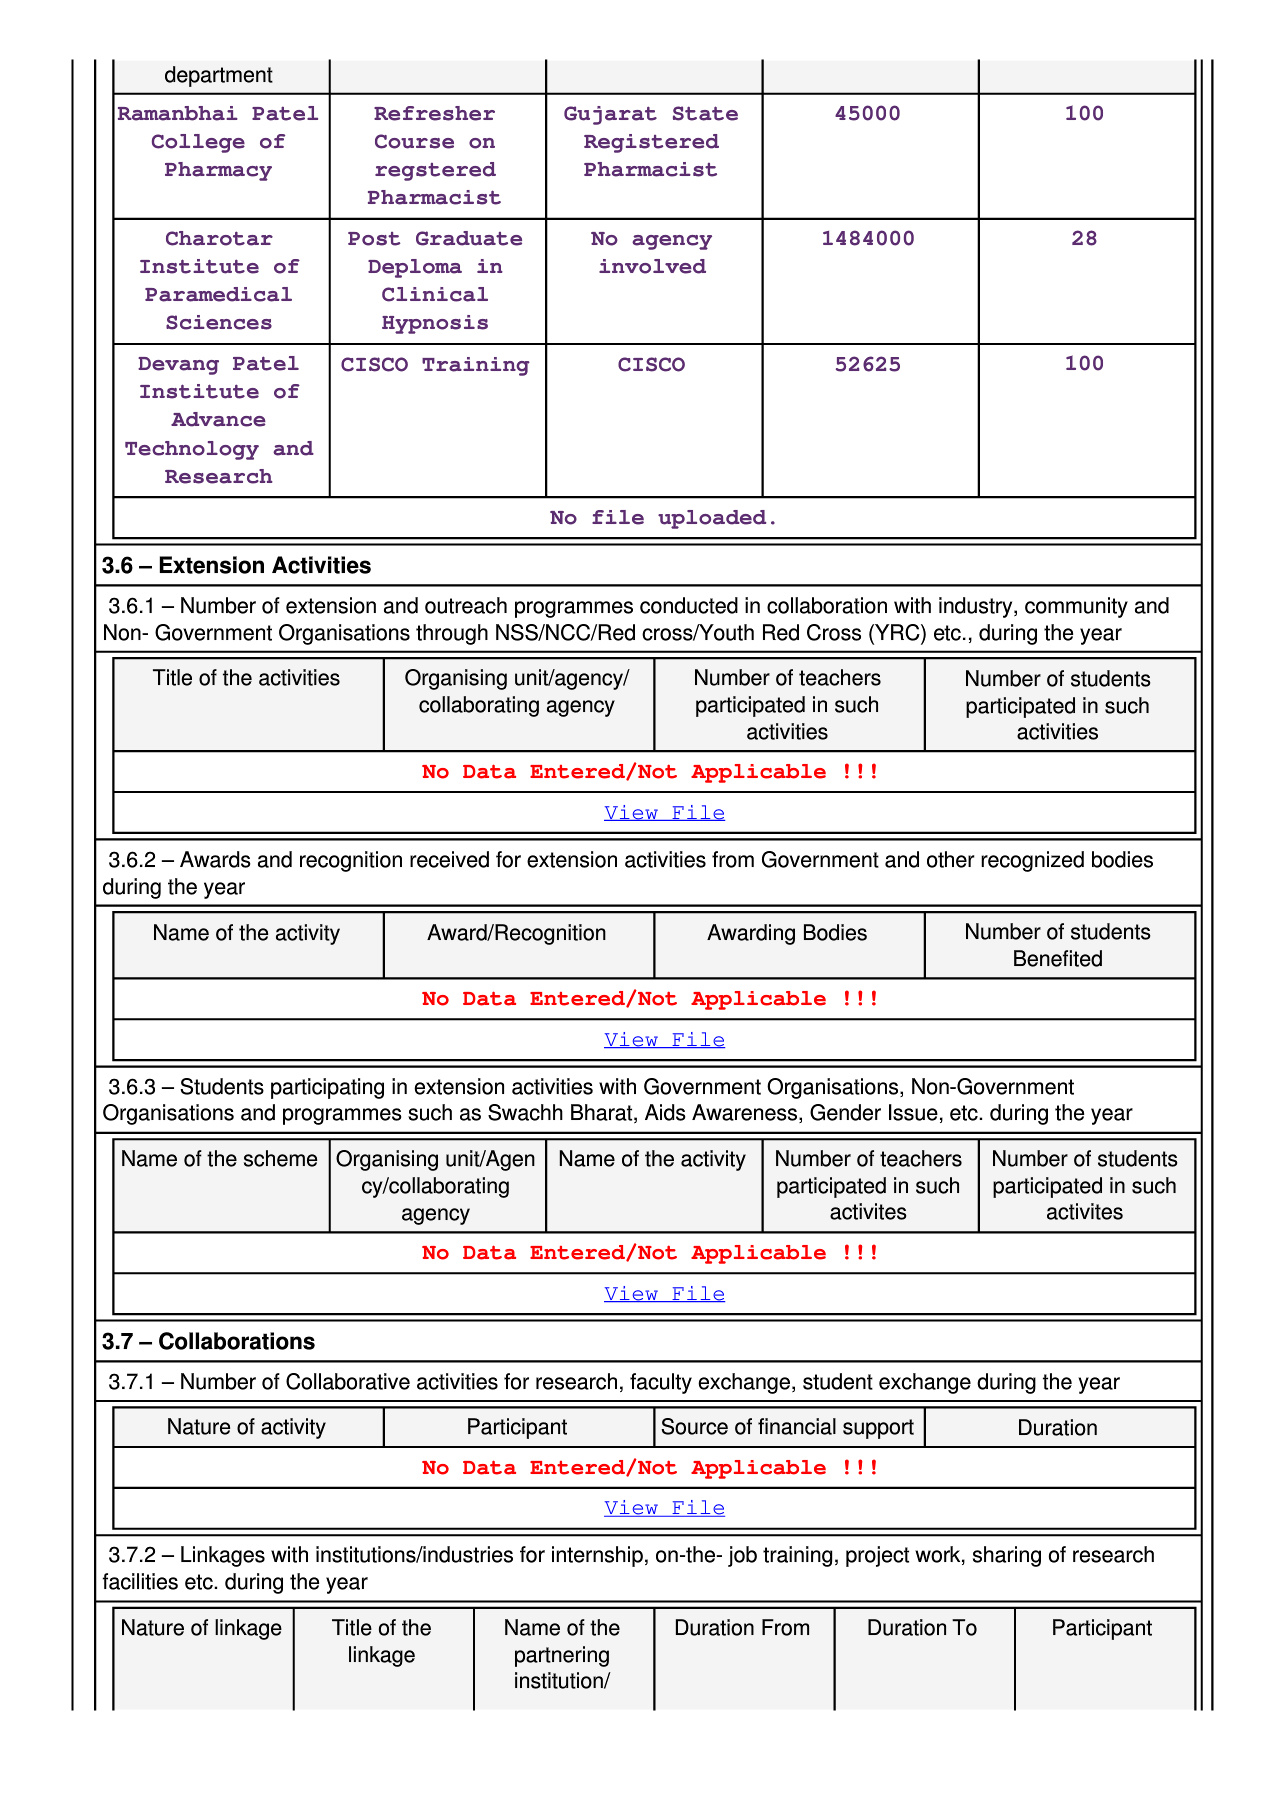 department
Ramanbhai Patel College of Pharmacy
Refresher Course on regstered Pharmacist
Gujarat State Registered Pharmacist
45000
100
Charotar Institute of Paramedical Sciences
Post Graduate Deploma in Clinical Hypnosis
No agency involved
1484000
28
Devang Patel Institute of Advance Technology and Research
CISCO Training
CISCO
52625
100
No file uploaded.
3.6 – Extension Activities
3.6.1 – Number of extension and outreach programmes conducted in collaboration with industry, community and
Non- Government Organisations through NSS/NCC/Red cross/Youth Red Cross (YRC) etc., during the year
Title of the activities
Organising unit/agency/
collaborating agency
Number of teachers
participated in such
activities
Number of students
participated in such
activities
No Data Entered/Not Applicable !!!
View File
3.6.2 – Awards and recognition received for extension activities from Government and other recognized bodies
during the year
Name of the activity
Award/Recognition
Awarding Bodies
Number of students
Benefited
No Data Entered/Not Applicable !!!
View File
3.6.3 – Students participating in extension activities with Government Organisations, Non-Government
Organisations and programmes such as Swachh Bharat, Aids Awareness, Gender Issue, etc. during the year
Name of the scheme
Organising unit/Agen
cy/collaborating
agency
Name of the activity
Number of teachers
participated in such
activites
Number of students
participated in such
activites
No Data Entered/Not Applicable !!!
View File
3.7 – Collaborations
3.7.1 – Number of Collaborative activities for research, faculty exchange, student exchange during the year
Nature of activity
Participant
Source of financial support
Duration
No Data Entered/Not Applicable !!!
View File
3.7.2 – Linkages with institutions/industries for internship, on-the- job training, project work, sharing of research
facilities etc. during the year
Nature of linkage
Title of the
linkage
Name of the
partnering
institution/
Duration From
Duration To
Participant